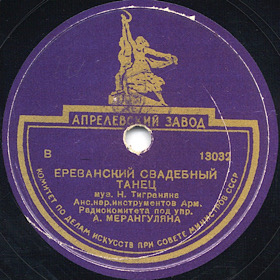 АПРЕЛЕВСКИЙ ЗАВОД
В 13032
ЕРЕВАНСКИЙ СВАДЕБНЫЙ
ТАНЕЦ
муз. Н. Тиграняна
Анс.нар.инструментов Арм.
Радиокомитета под упр.
А. МЕРАНГУЛЯНА
КОМИТЕТ ПО ДЕЛАМ ИСКУССТВ ПРИ СОВЕТЕ МИНИСТРОВ СССР